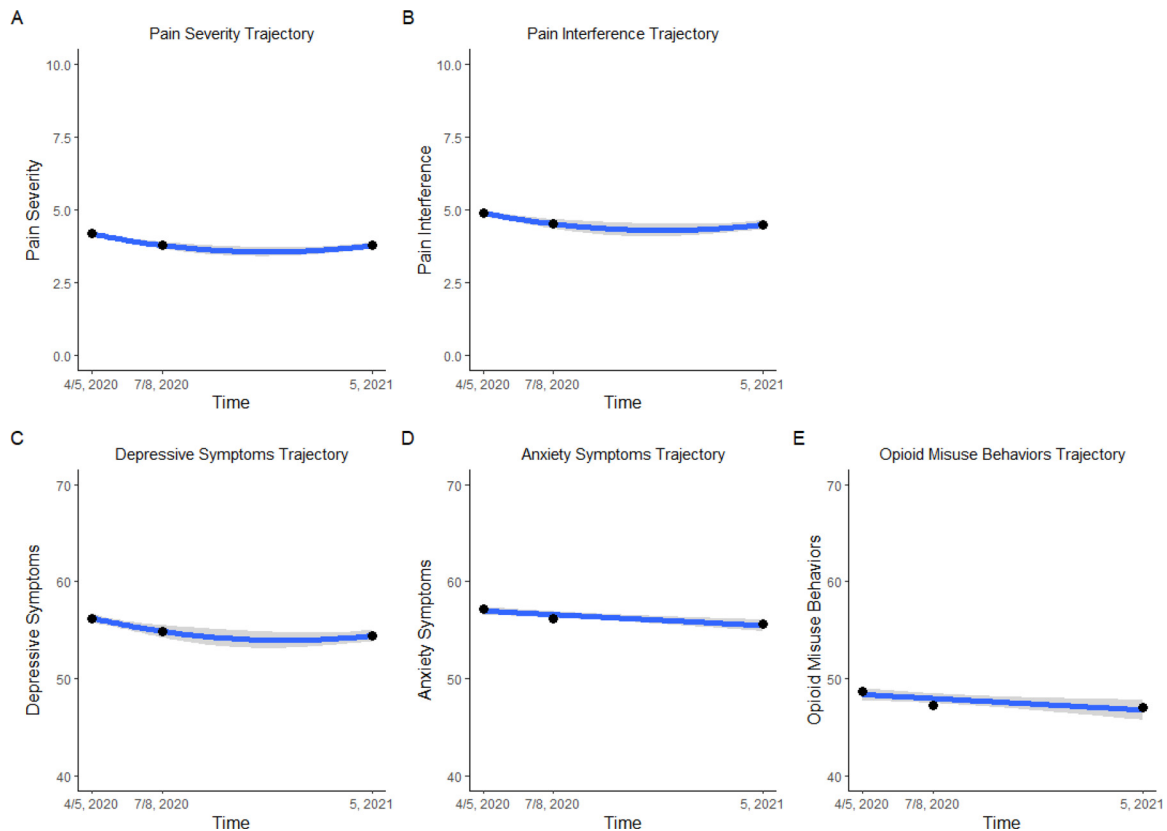 A
Pain Severity Trajectory
10.0
7.5
5.0
2.5
0.0
Pain Severity
4/5, 2020
7/8, 2020
5, 2021
Time
B
Pain Interference Trajectory
10.0
7.5
5.0
2.5
0.0
Pain Interference
4/5, 2020
7/8, 2020
5, 2021
Time
C
Depressive Symptoms Trajectory
70
60
50
40
Depressive Symptoms
4/5, 2020
7/8, 2020
5, 2021
Time
D
Anxiety Symptoms Trajectory
70
60
50
40
Anxiety Symptoms
4/5, 2020
7/8, 2020
5, 2021
Time
E
Opioid Misuse Behaviors Trajectory
70
60
50
40
Opioid Misuse Behaviors
4/5, 2020
7/8, 2020
5, 2021
Time